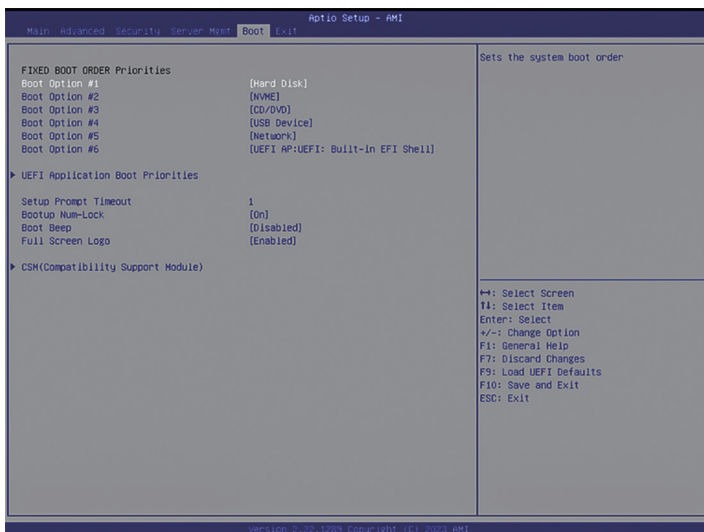 Aptio Setup - AMI
Main Advanced Security Server Mgmt Boot Exit
FIXED BOOT ORDER Priorities
Boot Option #1 [Hard Disk]
Boot Option #2 [NVME]
Boot Option #3 [CD/DVD]
Boot Option #4 [USB Device]
Boot Option #5 [Network]
Boot Option #6 [UEFI AP:UEFI: Built-in EFI Shell]
UEFI Application Boot Priorities
Setup Prompt Timeout 1
Bootup Num-Lock [On]
Boot Beep [Disabled]
Full Screen Logo [Enabled]
CSM(Compatibility Support Module)
Sets the system boot order
↔: Select Screen
↑↓: Select Item
Enter: Select
+/-: Change Option
F1: General Help
F7: Discard Changes
F9: Load UEFI Defaults
F10: Save and Exit
ESC: Exit
Version 2.22.1289 Copyright (C) 2023 AMI